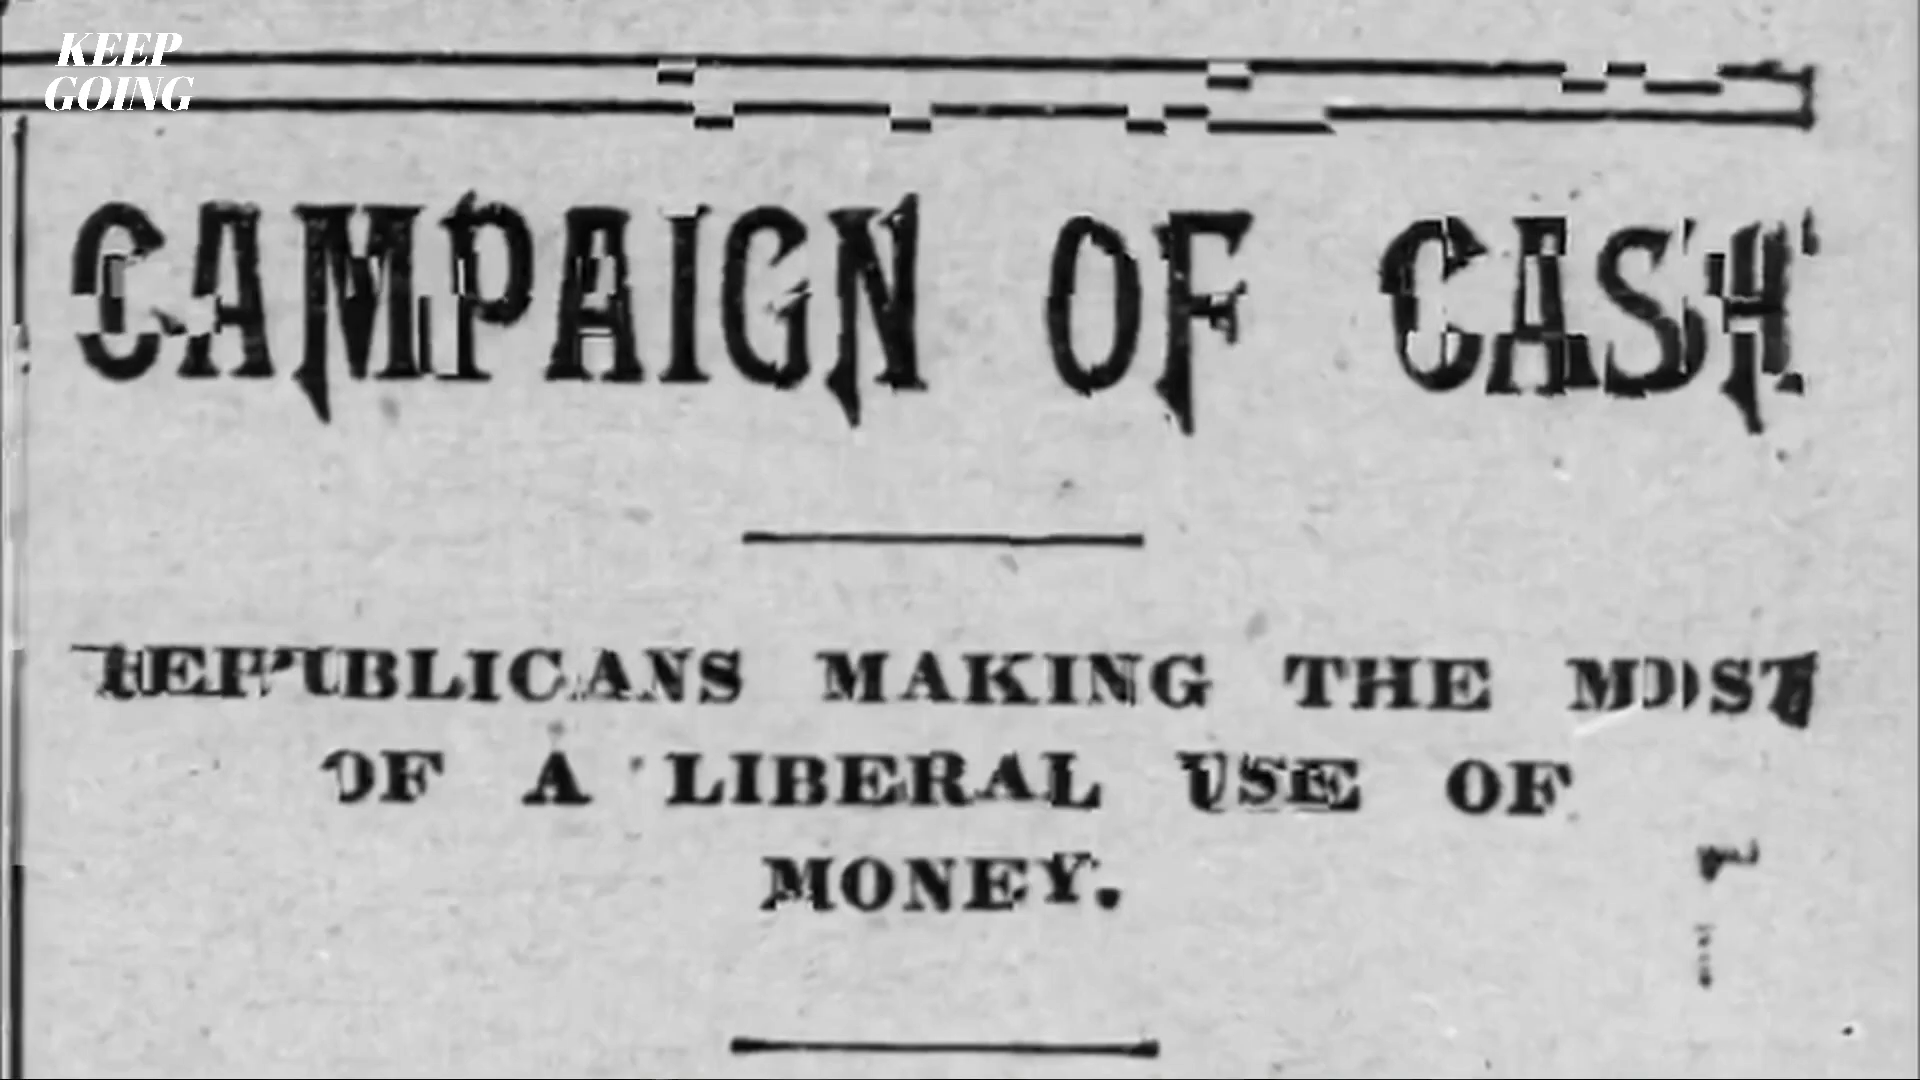 KEEP
GOING
CAMPAIGN OF CASH
REPUBLICANS MAKING THE MOST
OF A LIBERAL USE OF
MONEY.